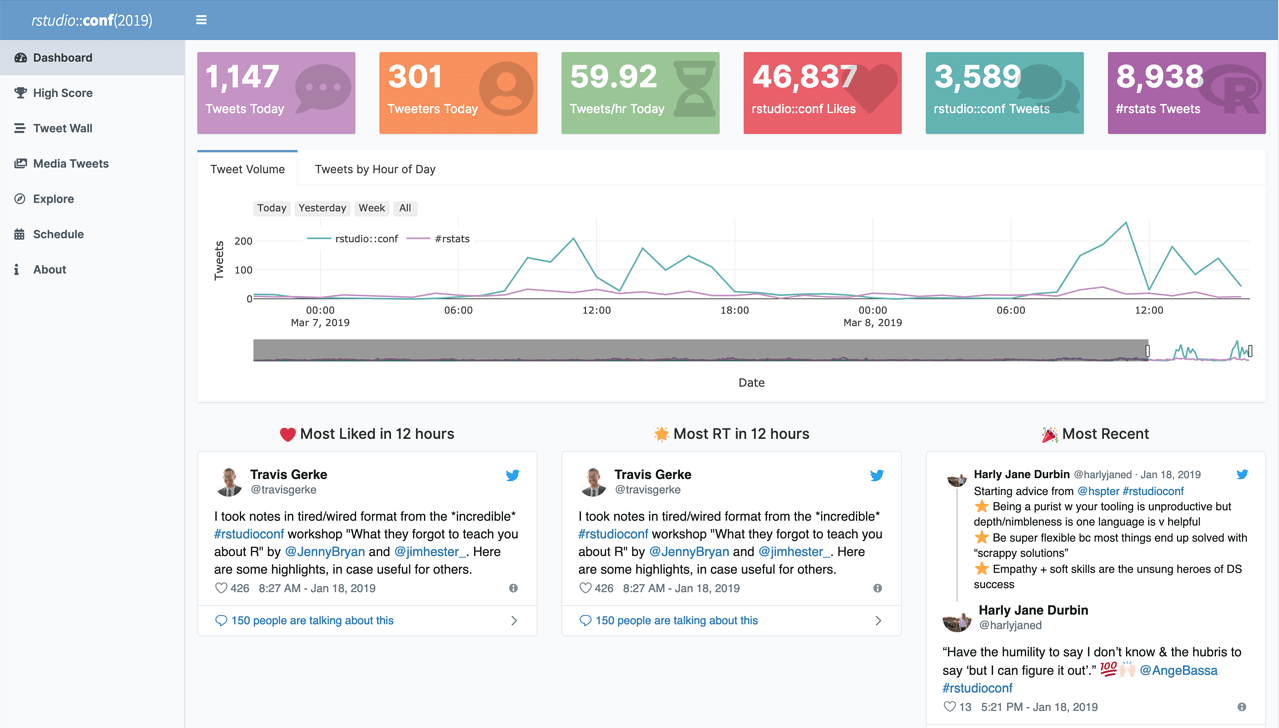 rstudio::conf(2019)
Dashboard
High Score
Tweet Wall
Media Tweets
Explore
Schedule
About
1,147
Tweets Today
301
Tweeters Today
59.92
Tweets/hr Today
46,837
rstudio::conf Likes
3,589
rstudio::conf Tweets
8,938
#rstats Tweets
R
Tweet Volume
Tweets by Hour of Day
Today Yesterday Week All
rstudio::conf #rstats
Tweets
200
100
0
00:00 06:00 12:00 18:00 00:00 06:00 12:00
Mar 7, 2019 Mar 8, 2019
Date
❤️ Most Liked in 12 hours
Travis Gerke
@travisgerke
I took notes in tired/wired format from the *incredible*
#rstudioconf workshop "What they forgot to teach you
about R" by @JennyBryan and @jimhester_. Here
are some highlights, in case useful for others.
426 8:27 AM - Jan 18, 2019
150 people are talking about this
🌟 Most RT in 12 hours
Travis Gerke
@travisgerke
I took notes in tired/wired format from the *incredible*
#rstudioconf workshop "What they forgot to teach you
about R" by @JennyBryan and @jimhester_. Here
are some highlights, in case useful for others.
426 8:27 AM - Jan 18, 2019
150 people are talking about this
🎉 Most Recent
Harly Jane Durbin @harlyjaned · Jan 18, 2019
Starting advice from @hspter #rstudioconf
⭐ Being a purist w your tooling is unproductive but
depth/nimbleness is one language is v helpful
⭐ Be super flexible bc most things end up solved with
“scrappy solutions”
⭐ Empathy + soft skills are the unsung heroes of DS
success
Harly Jane Durbin
@harlyjaned
“Have the humility to say I don’t know & the hubris to
say ‘but I can figure it out’.” 💯🙌🏻 @AngeBassa
#rstudioconf
13 5:21 PM - Jan 18, 2019